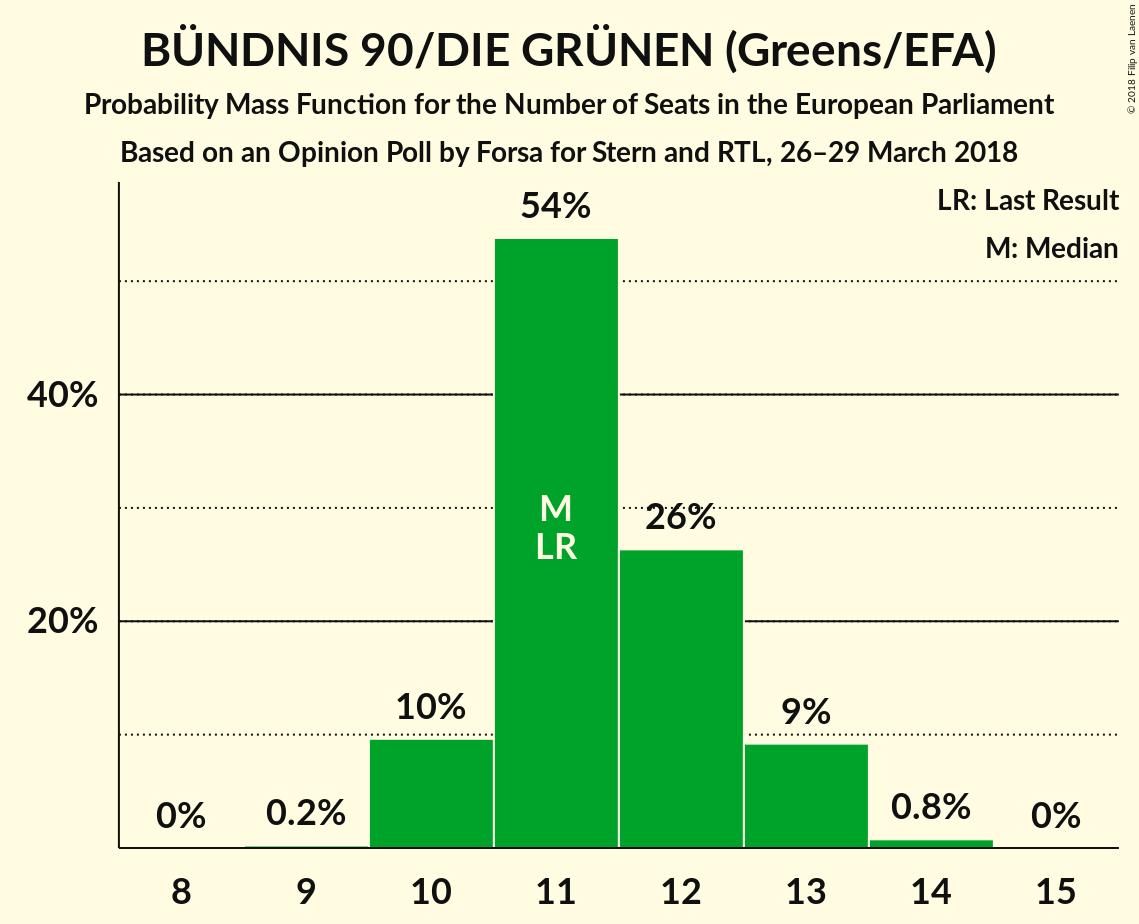 BÜNDNIS 90/DIE GRÜNEN (Greens/EFA)
Probability Mass Function for the Number of Seats in the European Parliament
Based on an Opinion Poll by Forsa for Stern and RTL, 26–29 March 2018
© 2018 Filip van Laenen
LR: Last Result
M: Median
40%
20%
0%
0.2%
10%
54%
M
LR
26%
9%
0.8%
0%
8 9 10 11 12 13 14 15